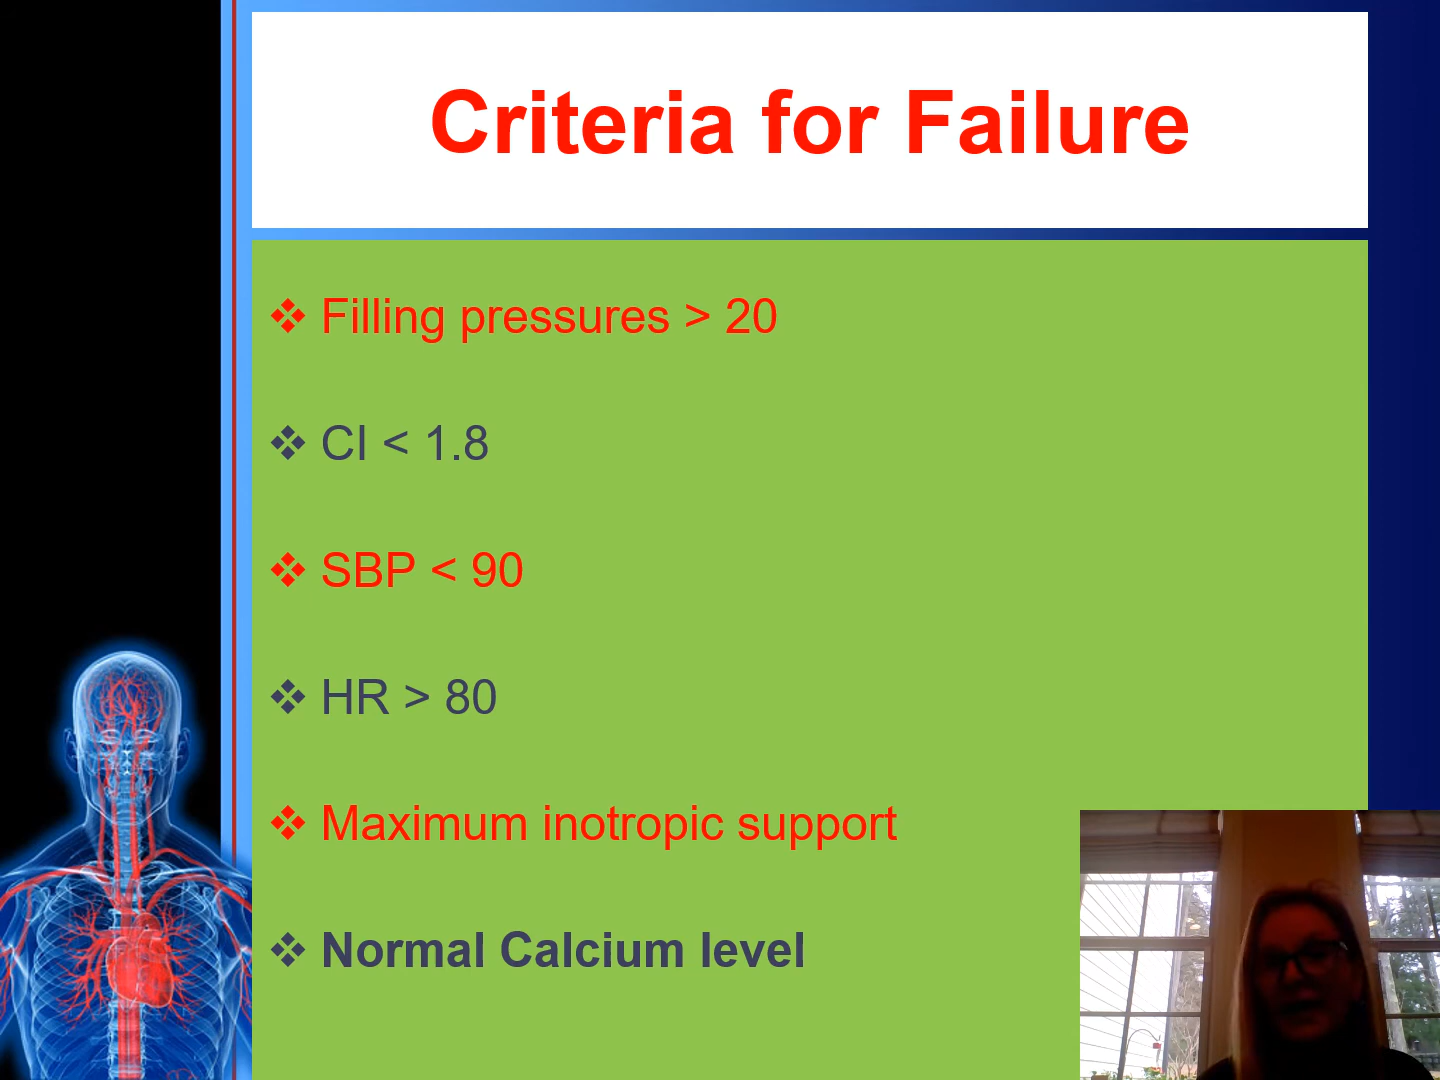 Criteria for Failure
❖ Filling pressures > 20
❖ CI < 1.8
❖ SBP < 90
❖ HR > 80
❖ Maximum inotropic support
❖ Normal Calcium level